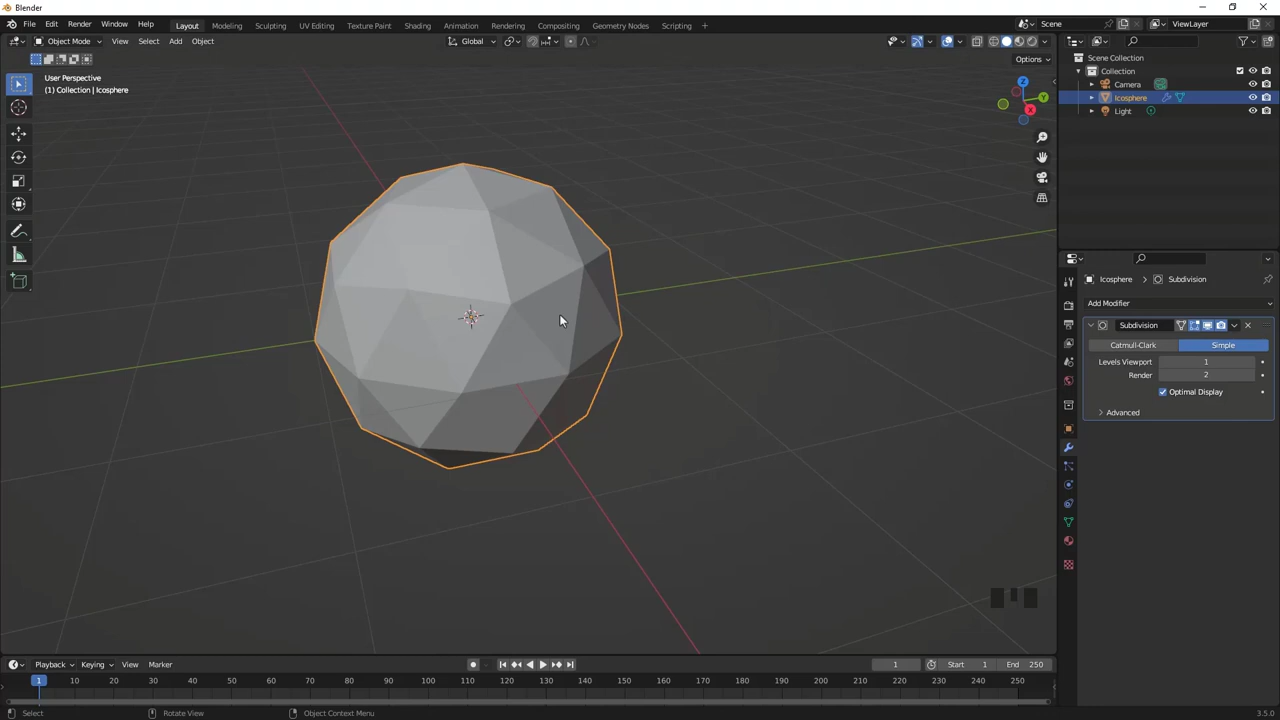 Blender
File Edit Render Window Help Layout Modeling Sculpting UV Editing Texture Paint Shading Animation Rendering Compositing Geometry Nodes Scripting + Scene ViewLayer
Object Mode View Select Add Object Global
Options
User Perspective
(1) Collection | Icosphere
Z
Y
X
Scene Collection
Collection
Camera
Icosphere
Light
Icosphere > Subdivision
Add Modifier
Subdivision
Catmull-Clark Simple
Levels Viewport 1
Render 2
Optimal Display
Advanced
Playback Keying View Marker 1 Start 1 End 250
1 10 20 30 40 50 60 70 80 90 100 110 120 130 140 150 160 170 180 190 200 210 220 230 240 250
Select Rotate View Object Context Menu 3.5.0